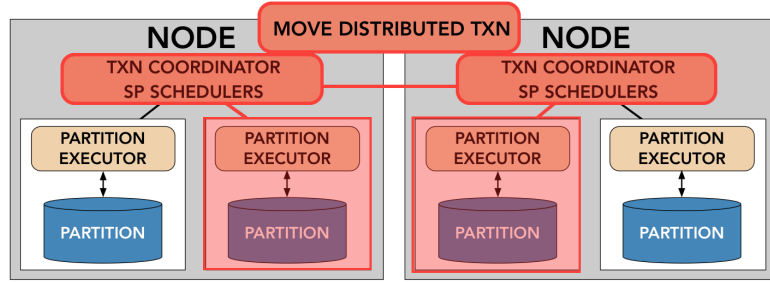 MOVE DISTRIBUTED TXN
NODE
NODE
TXN COORDINATOR
SP SCHEDULERS
TXN COORDINATOR
SP SCHEDULERS
PARTITION
EXECUTOR
PARTITION
PARTITION
EXECUTOR
PARTITION
PARTITION
EXECUTOR
PARTITION
PARTITION
EXECUTOR
PARTITION